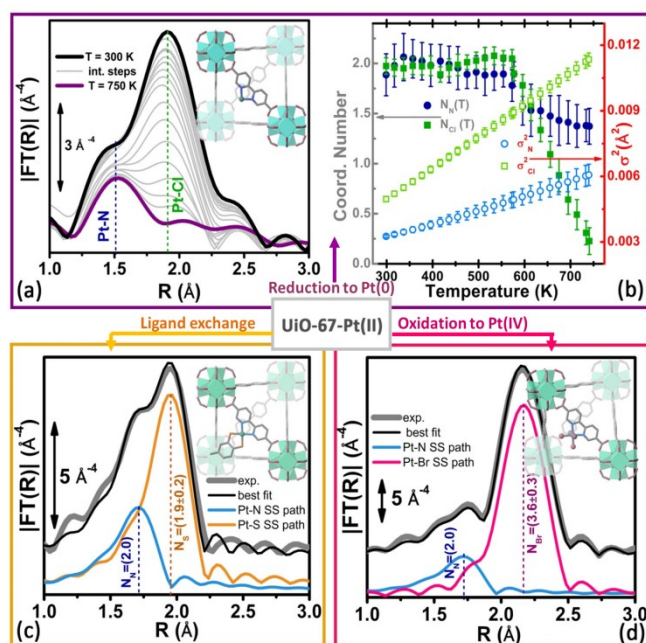 T = 300 K
int. steps
T = 750 K
|FT(R)| (Å⁻⁴)
3 Å⁻⁴
Pt-N
Pt-Cl
1.0 1.5 2.0 2.5 3.0
R (Å)
(a)
Coord. Number
2.5
2.0
1.5
1.0
0.5
0.0
N_N(T)
N_Cl (T)
σ²_N
σ²_Cl
0.011
0.009
0.006
0.003
σ² (Å²)
300 400 500 600 700
Temperature (K)
(b)
Reduction to Pt(0)
Ligand exchange
UiO-67-Pt(II)
Oxidation to Pt(IV)
|FT(R)| (Å⁻⁴)
5 Å⁻⁴
exp.
best fit
Pt-N SS path
Pt-S SS path
N_N=(2.0)
N_S=(1.9±0.2)
1.0 1.5 2.0 2.5 3.0
R (Å)
(c)
|FT(R)| (Å⁻⁴)
5 Å⁻⁴
exp.
best fit
Pt-N SS path
Pt-Br SS path
N_N=(2.0)
N_Br=(3.6±0.3)
1.0 1.5 2.0 2.5 3.0
R (Å)
(d)